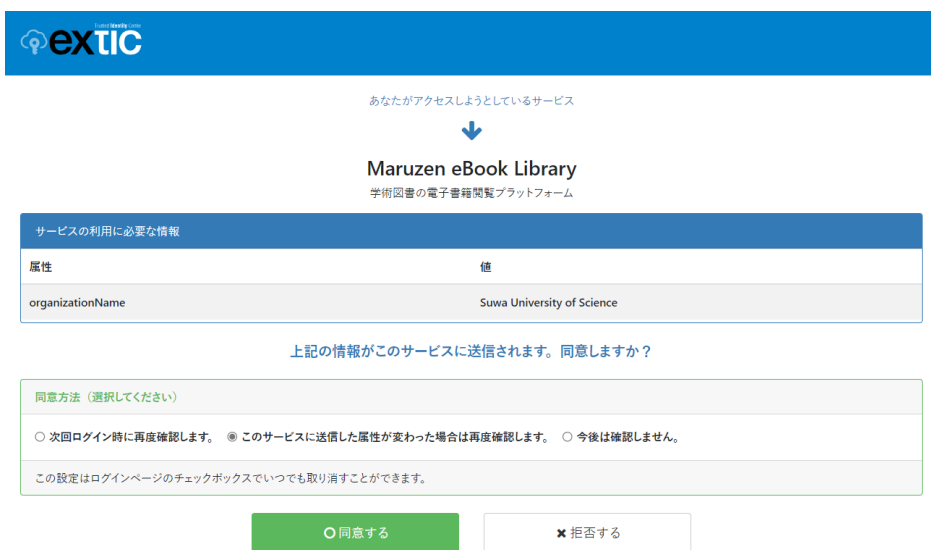 Trusted Identity Centre
extic
あなたがアクセスしようとしているサービス
Maruzen eBook Library
学術図書の電子書籍閲覧プラットフォーム
サービスの利用に必要な情報
属性 値
organizationName Suwa University of Science
上記の情報がこのサービスに送信されます。同意しますか？
同意方法（選択してください）
次回ログイン時に再度確認します。 このサービスに送信した属性が変わった場合は再度確認します。 今後は確認しません。
この設定はログインページのチェックボックスでいつでも取り消すことができます。
同意する 拒否する